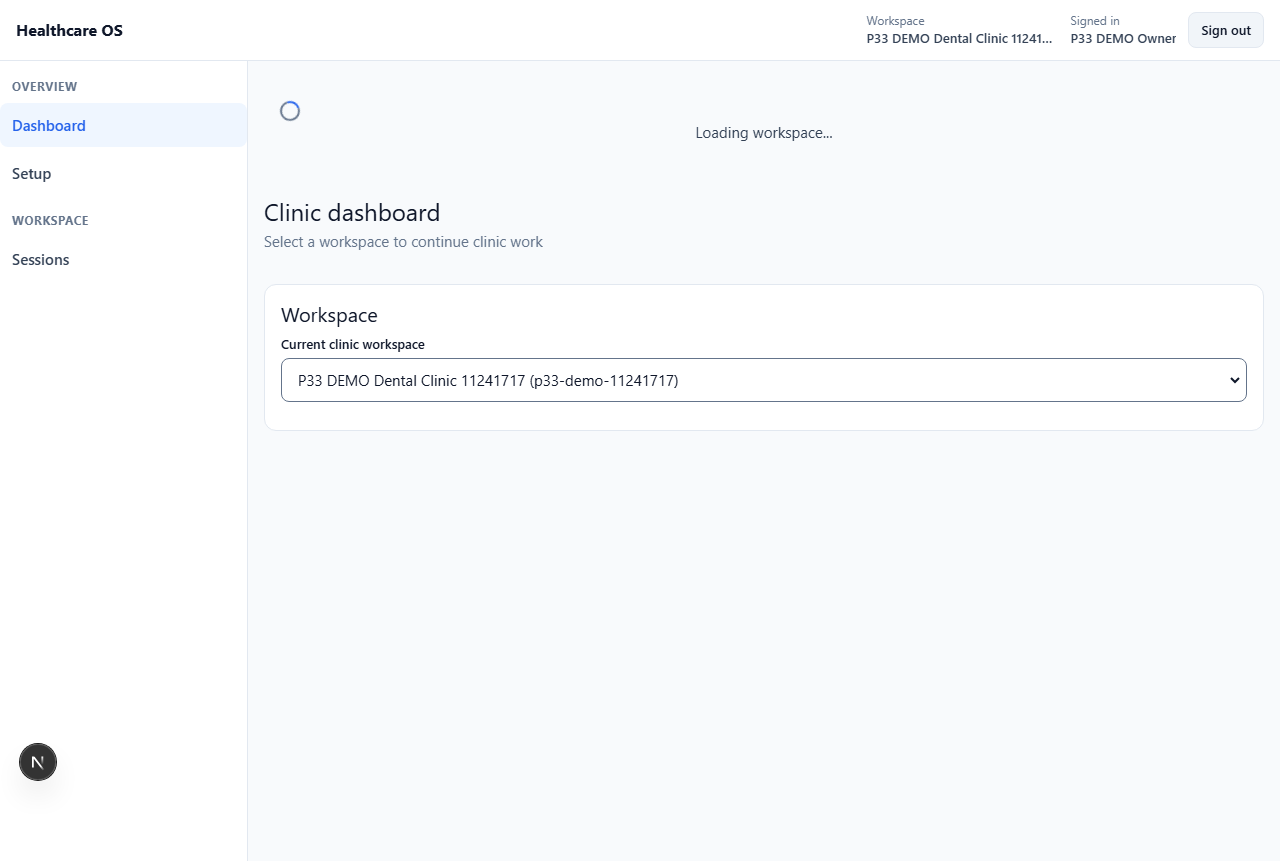 Healthcare OS
Workspace
P33 DEMO Dental Clinic 11241...
Signed in
P33 DEMO Owner
Sign out
OVERVIEW
Dashboard
Setup
WORKSPACE
Sessions
Loading workspace...
Clinic dashboard
Select a workspace to continue clinic work
Workspace
Current clinic workspace
P33 DEMO Dental Clinic 11241717 (p33-demo-11241717)
N